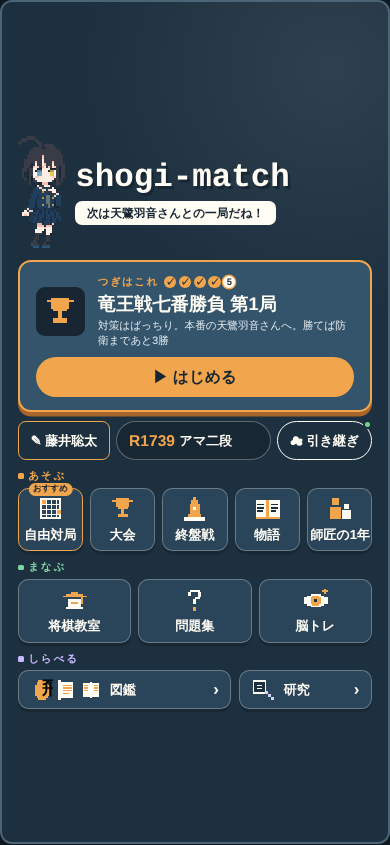 shogi-match
次は天鷺羽音さんとの一局だね！
つぎはこれ ✓✓✓✓5
竜王戦七番勝負 第1局
対策はばっちり。本番の天鷺羽音さんへ。勝てば防
衛まであと3勝
▶ はじめる
✎ 藤井聡太
R1739 アマ二段
引き継ぎ
あそぶ
おすすめ
自由対局
大会
終盤戦
物語
師匠の1年
まなぶ
将棋教室
問題集
脳トレ
しらべる
図鑑 ›
研究 ›